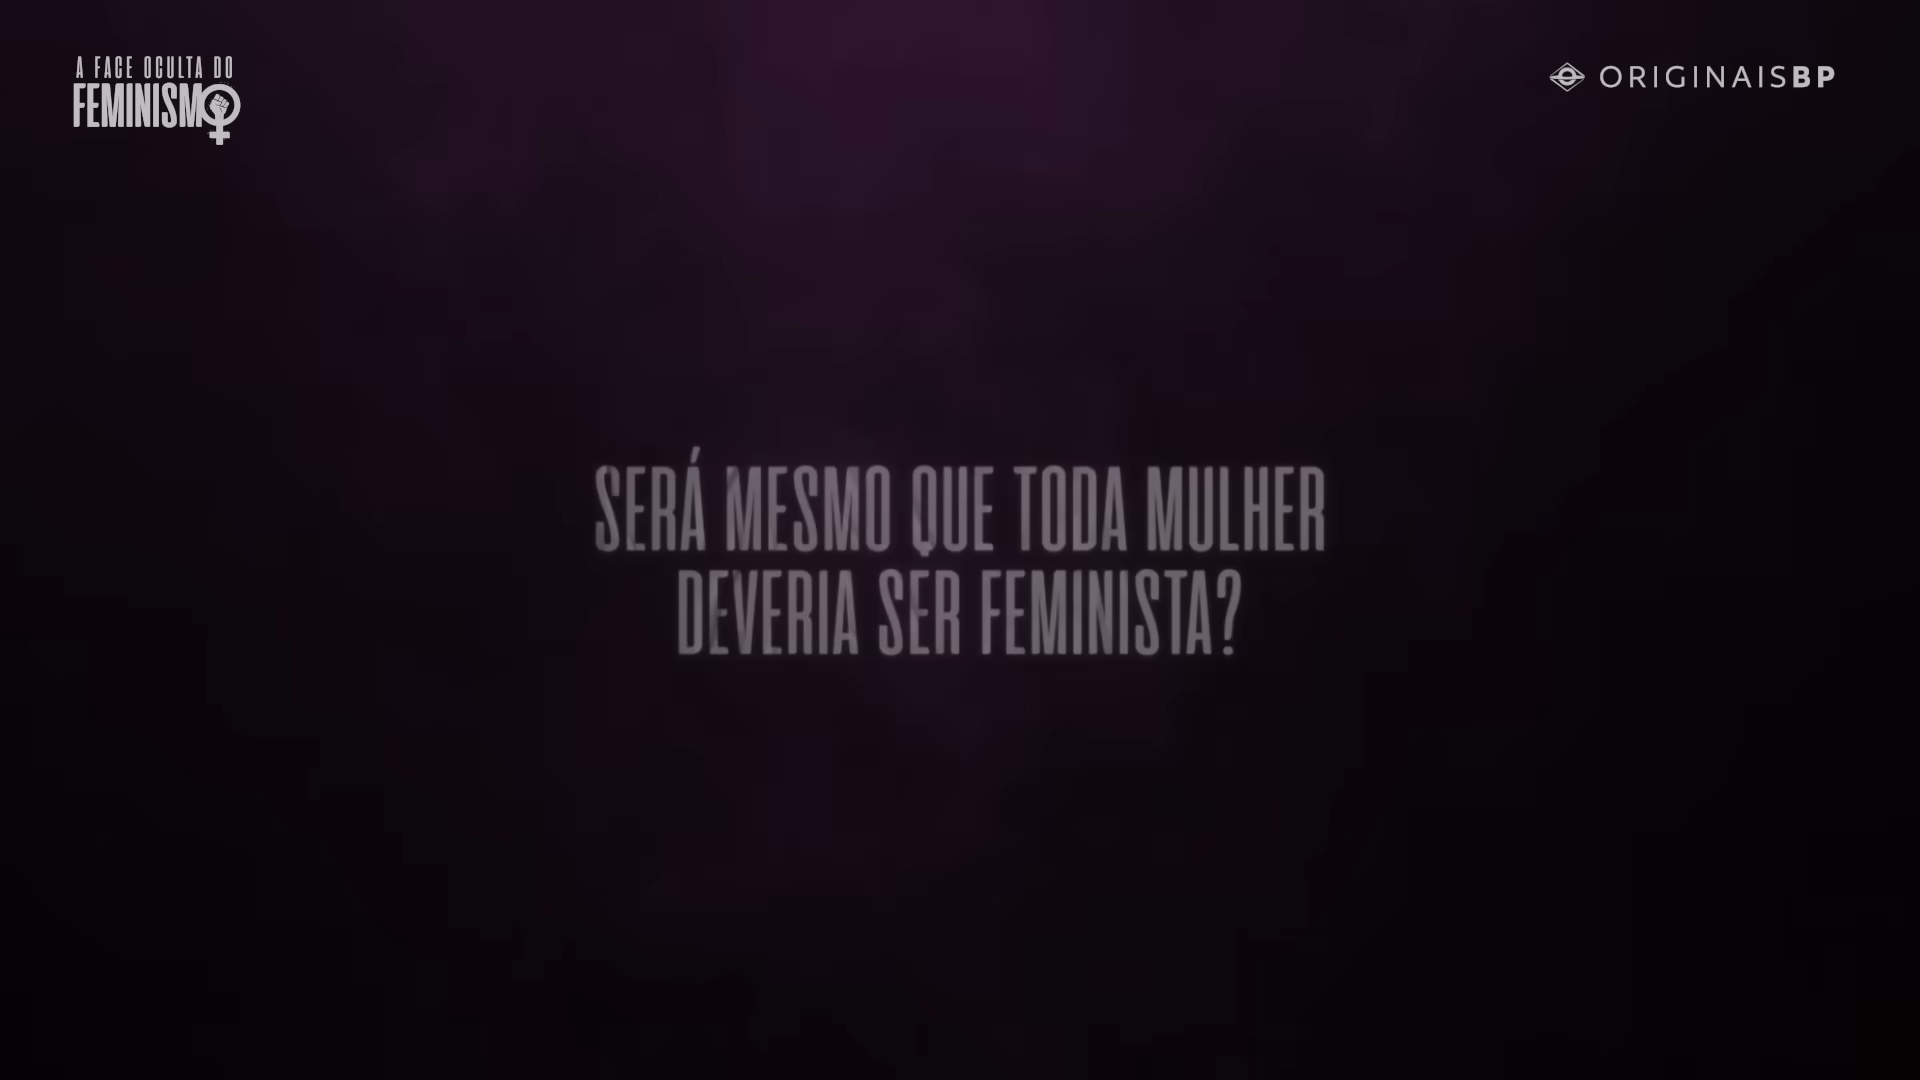 A FACE OCULTA DO
FEMINISMO
ORIGINAISBP
SERÁ MESMO QUE TODA MULHER
DEVERIA SER FEMINISTA?